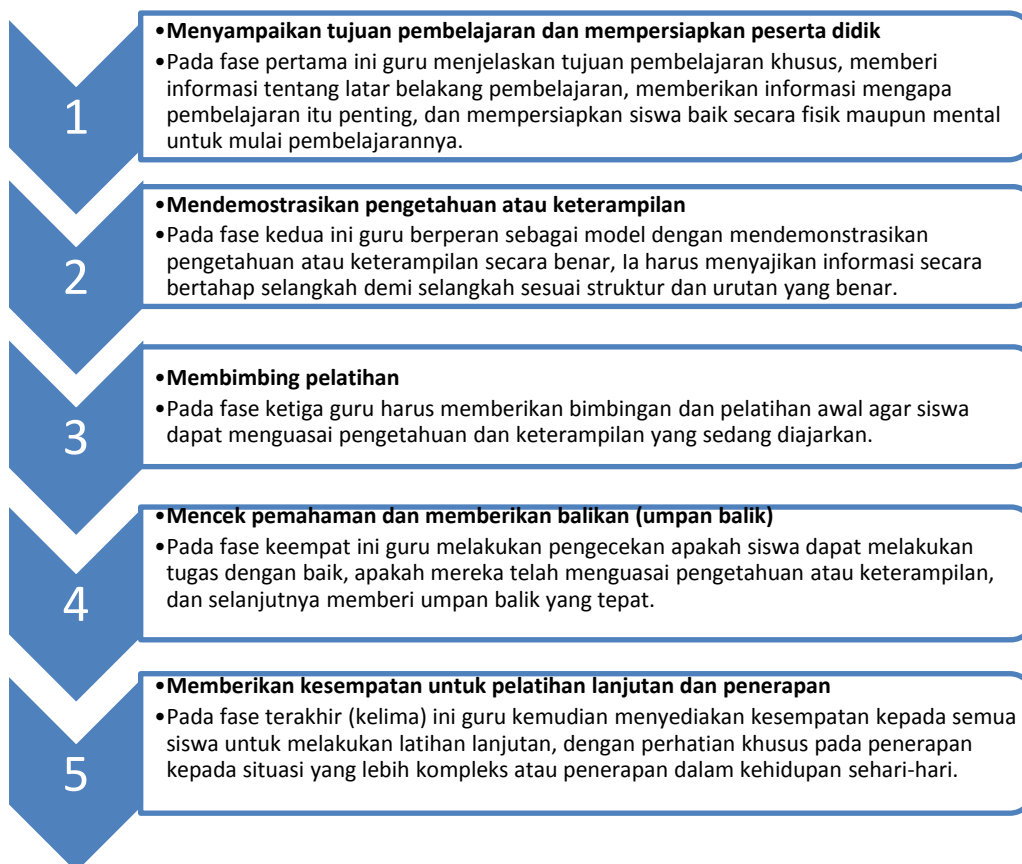 1
•Menyampaikan tujuan pembelajaran dan mempersiapkan peserta didik
•Pada fase pertama ini guru menjelaskan tujuan pembelajaran khusus, memberi
informasi tentang latar belakang pembelajaran, memberikan informasi mengapa
pembelajaran itu penting, dan mempersiapkan siswa baik secara fisik maupun mental
untuk mulai pembelajarannya.
2
•Mendemostrasikan pengetahuan atau keterampilan
•Pada fase kedua ini guru berperan sebagai model dengan mendemonstrasikan
pengetahuan atau keterampilan secara benar, Ia harus menyajikan informasi secara
bertahap selangkah demi selangkah sesuai struktur dan urutan yang benar.
3
•Membimbing pelatihan
•Pada fase ketiga guru harus memberikan bimbingan dan pelatihan awal agar siswa
dapat menguasai pengetahuan dan keterampilan yang sedang diajarkan.
4
•Mencek pemahaman dan memberikan balikan (umpan balik)
•Pada fase keempat ini guru melakukan pengecekan apakah siswa dapat melakukan
tugas dengan baik, apakah mereka telah menguasai pengetahuan atau keterampilan,
dan selanjutnya memberi umpan balik yang tepat.
5
•Memberikan kesempatan untuk pelatihan lanjutan dan penerapan
•Pada fase terakhir (kelima) ini guru kemudian menyediakan kesempatan kepada semua
siswa untuk melakukan latihan lanjutan, dengan perhatian khusus pada penerapan
kepada situasi yang lebih kompleks atau penerapan dalam kehidupan sehari-hari.